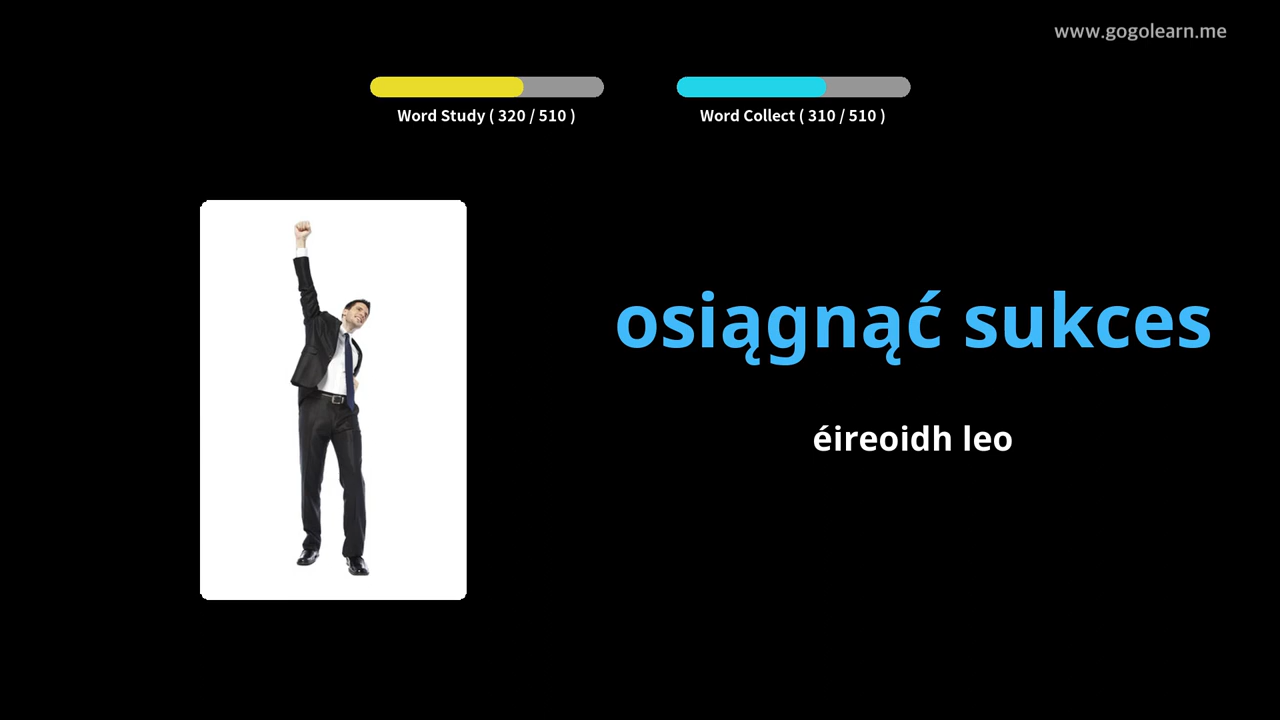 www.gogolearn.me
Word Study ( 320 / 510 )
Word Collect ( 310 / 510 )
osiągnąć sukces
éireoidh leo